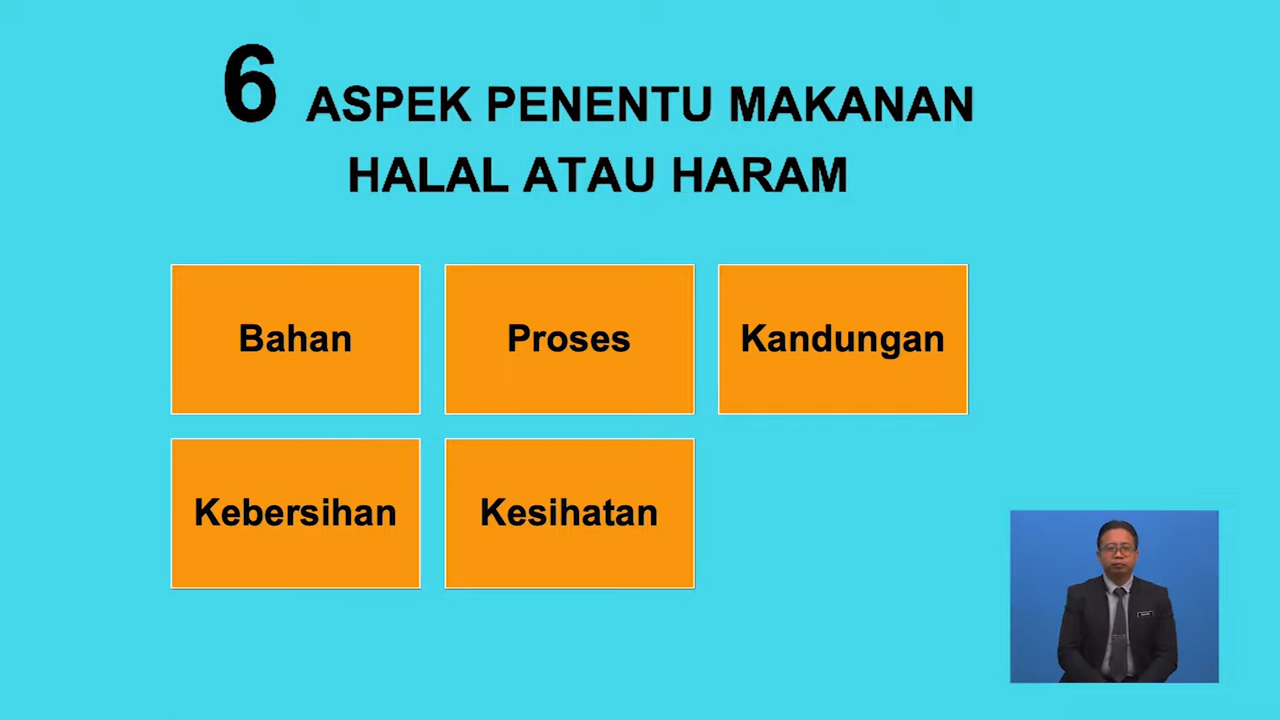 6 ASPEK PENENTU MAKANAN
HALAL ATAU HARAM
Bahan
Proses
Kandungan
Kebersihan
Kesihatan